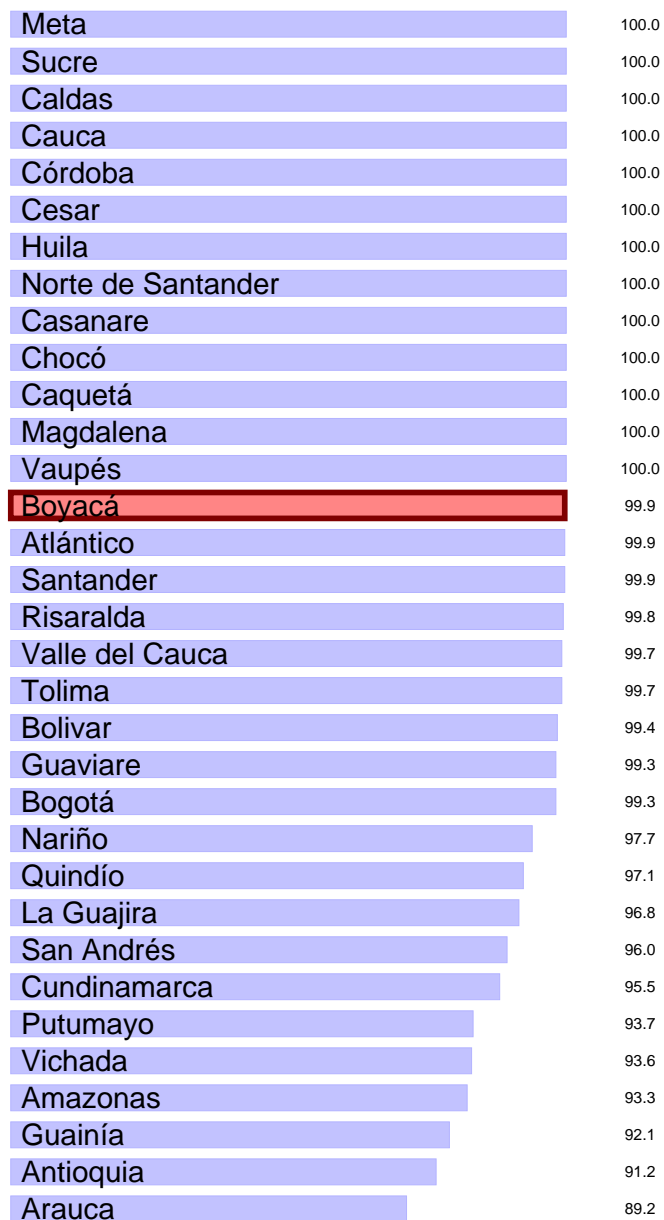 Meta 100.0
Sucre 100.0
Caldas 100.0
Cauca 100.0
Córdoba 100.0
Cesar 100.0
Huila 100.0
Norte de Santander 100.0
Casanare 100.0
Chocó 100.0
Caquetá 100.0
Magdalena 100.0
Vaupés 100.0
Boyacá 99.9
Atlántico 99.9
Santander 99.9
Risaralda 99.8
Valle del Cauca 99.7
Tolima 99.7
Bolivar 99.4
Guaviare 99.3
Bogotá 99.3
Nariño 97.7
Quindío 97.1
La Guajira 96.8
San Andrés 96.0
Cundinamarca 95.5
Putumayo 93.7
Vichada 93.6
Amazonas 93.3
Guainía 92.1
Antioquia 91.2
Arauca 89.2